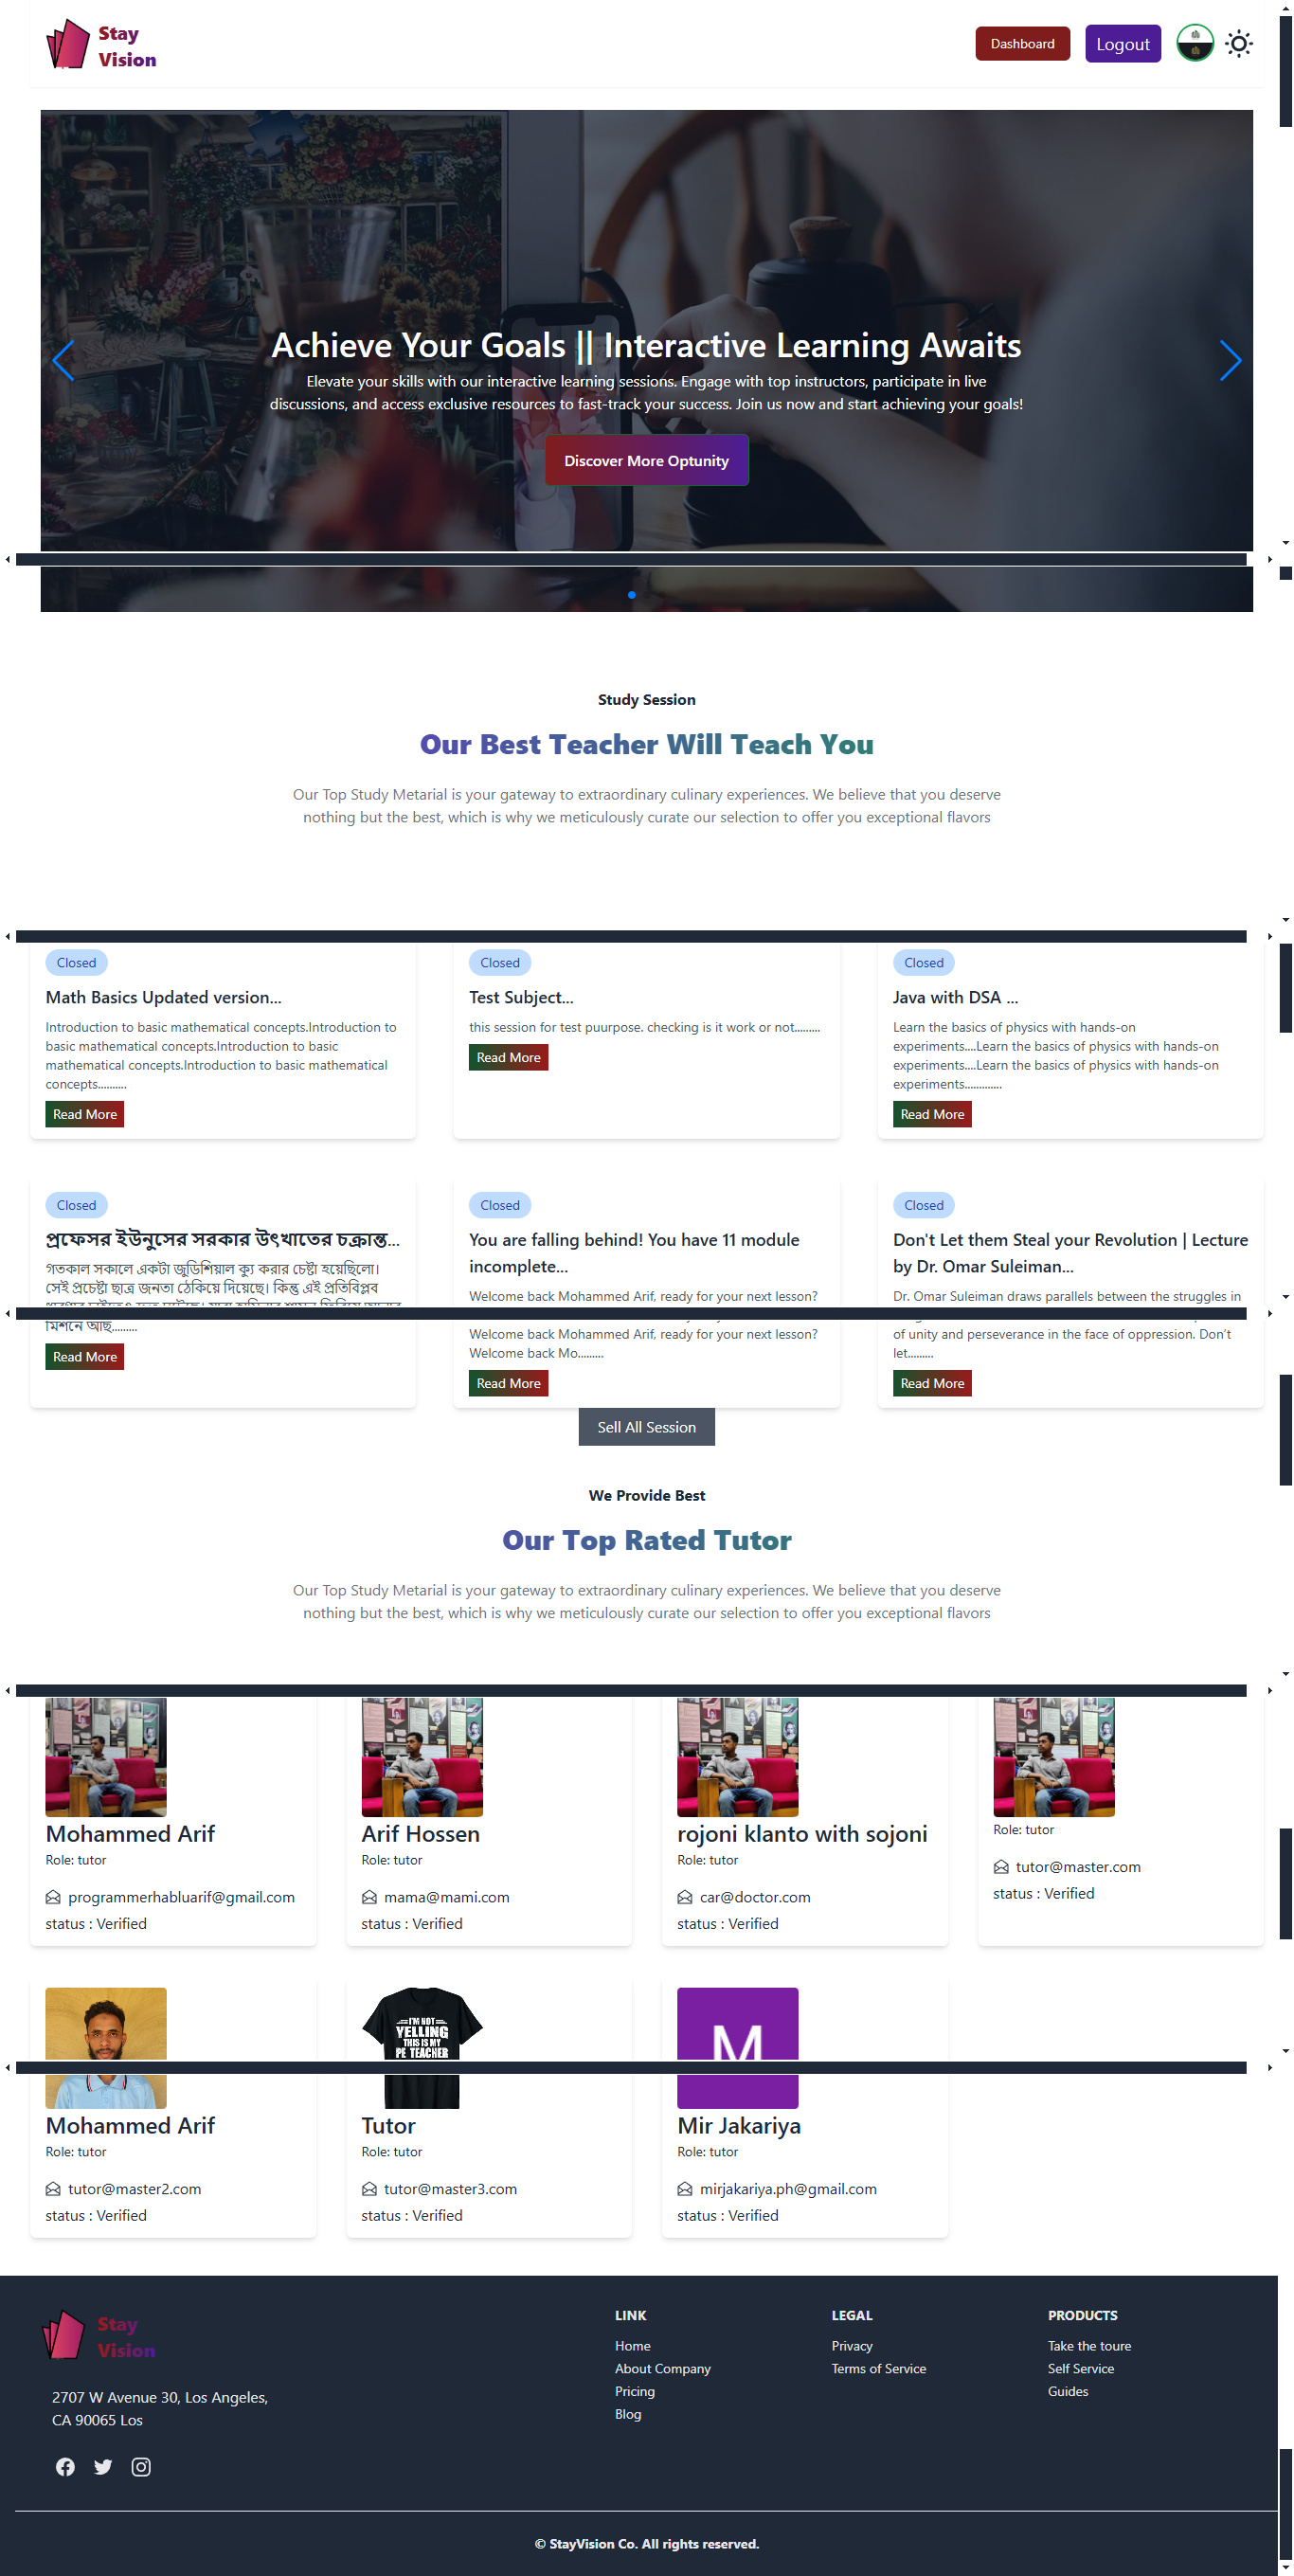 Stay
Vision
Dashboard
Logout
Achieve Your Goals || Interactive Learning Awaits
Elevate your skills with our interactive learning sessions. Engage with top instructors, participate in live
discussions, and access exclusive resources to fast-track your success. Join us now and start achieving your goals!
Discover More Optunity
Study Session
Our Best Teacher Will Teach You
Our Top Study Metarial is your gateway to extraordinary culinary experiences. We believe that you deserve
nothing but the best, which is why we meticulously curate our selection to offer you exceptional flavors
Closed
Math Basics Updated version...
Introduction to basic mathematical concepts.Introduction to
basic mathematical concepts.Introduction to basic
mathematical concepts.Introduction to basic mathematical
concepts..........
Read More
Closed
Test Subject...
this session for test puurpose. checking is it work or not.........
Read More
Closed
Java with DSA ...
Learn the basics of physics with hands-on
experiments....Learn the basics of physics with hands-on
experiments....Learn the basics of physics with hands-on
experiments.............
Read More
Closed
প্রফেসর ইউনুসের সরকার উৎখাতের চক্রান্ত...
গতকাল সকালে একটা জুডিশিয়াল ক্যু করার চেষ্টা হয়েছিলো।
সেই প্রচেষ্টা ছাত্র জনতা ঠেকিয়ে দিয়েছে। কিন্তু এই প্রতিবিপ্লব
মিশনে আছ.........
Read More
Closed
You are falling behind! You have 11 module
incomplete...
Welcome back Mohammed Arif, ready for your next lesson?
Welcome back Mohammed Arif, ready for your next lesson?
Welcome back Mo.........
Read More
Closed
Don't Let them Steal your Revolution | Lecture
by Dr. Omar Suleiman...
Dr. Omar Suleiman draws parallels between the struggles in
of unity and perseverance in the face of oppression. Don't
let.........
Read More
Sell All Session
We Provide Best
Our Top Rated Tutor
Our Top Study Metarial is your gateway to extraordinary culinary experiences. We believe that you deserve
nothing but the best, which is why we meticulously curate our selection to offer you exceptional flavors
Mohammed Arif
Role: tutor
programmerhabluarif@gmail.com
status : Verified
Arif Hossen
Role: tutor
mama@mami.com
status : Verified
rojoni klanto with sojoni
Role: tutor
car@doctor.com
status : Verified
Role: tutor
tutor@master.com
status : Verified
Mohammed Arif
Role: tutor
tutor@master2.com
status : Verified
I'M NOT
YELLING
THIS IS MY
PE TEACHER
Tutor
Role: tutor
tutor@master3.com
status : Verified
M
Mir Jakariya
Role: tutor
mirjakariya.ph@gmail.com
status : Verified
Stay
Vision
2707 W Avenue 30, Los Angeles,
CA 90065 Los
LINK
Home
About Company
Pricing
Blog
LEGAL
Privacy
Terms of Service
PRODUCTS
Take the toure
Self Service
Guides
© StayVision Co. All rights reserved.